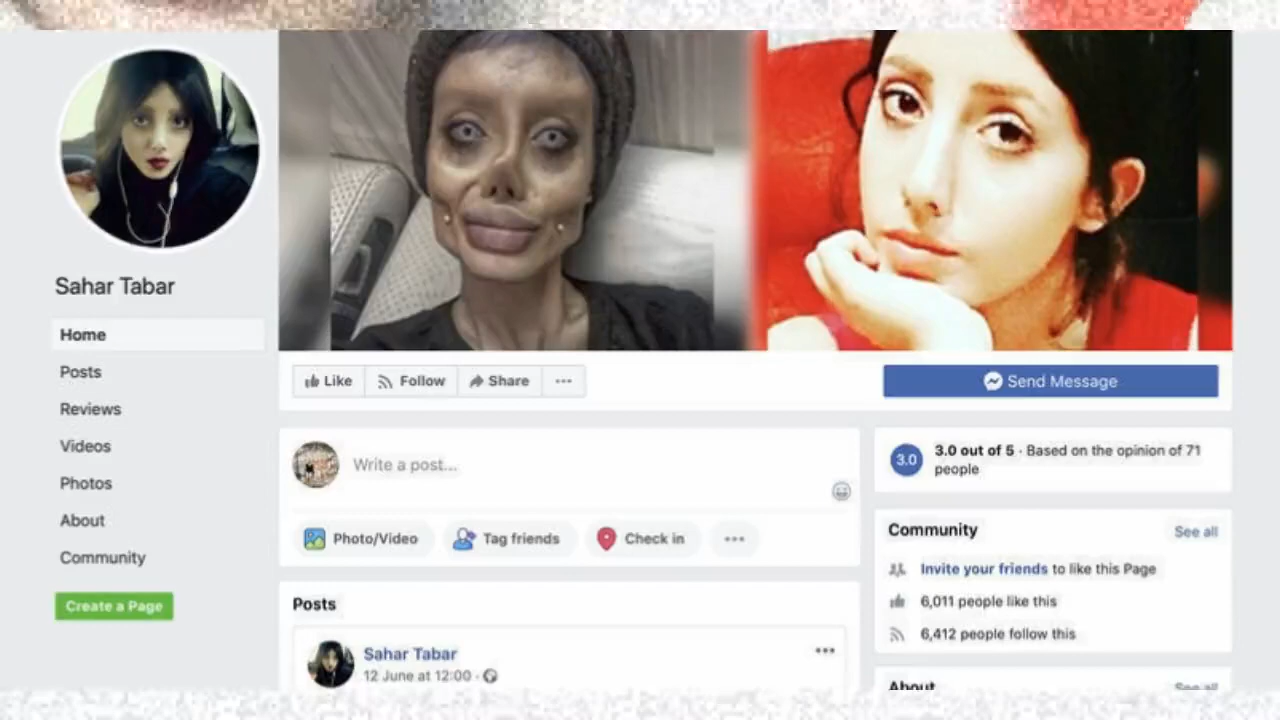 Sahar Tabar
Home
Posts
Reviews
Videos
Photos
About
Community
Create a Page
Like
Follow
Share
Send Message
Write a post...
Photo/Video
Tag friends
Check in
Posts
Sahar Tabar
12 June at 12:00
3.0
3.0 out of 5 · Based on the opinion of 71
people
Community
See all
Invite your friends to like this Page
6,011 people like this
6,412 people follow this
About
See all